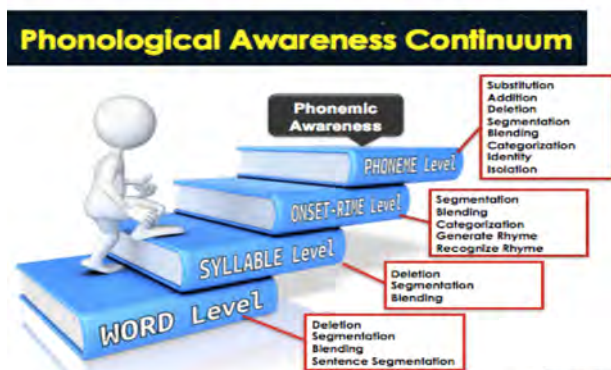 Phonological Awareness Continuum
Phonemic
Awareness
Substitution
Addition
Deletion
Segmentation
Blending
Categorization
Identity
Isolation
PHONEME Level
ONSET-RIME Level
Segmentation
Blending
Categorization
Generate Rhyme
Recognize Rhyme
SYLLABLE Level
Deletion
Segmentation
Blending
WORD Level
Deletion
Segmentation
Blending
Sentence Segmentation